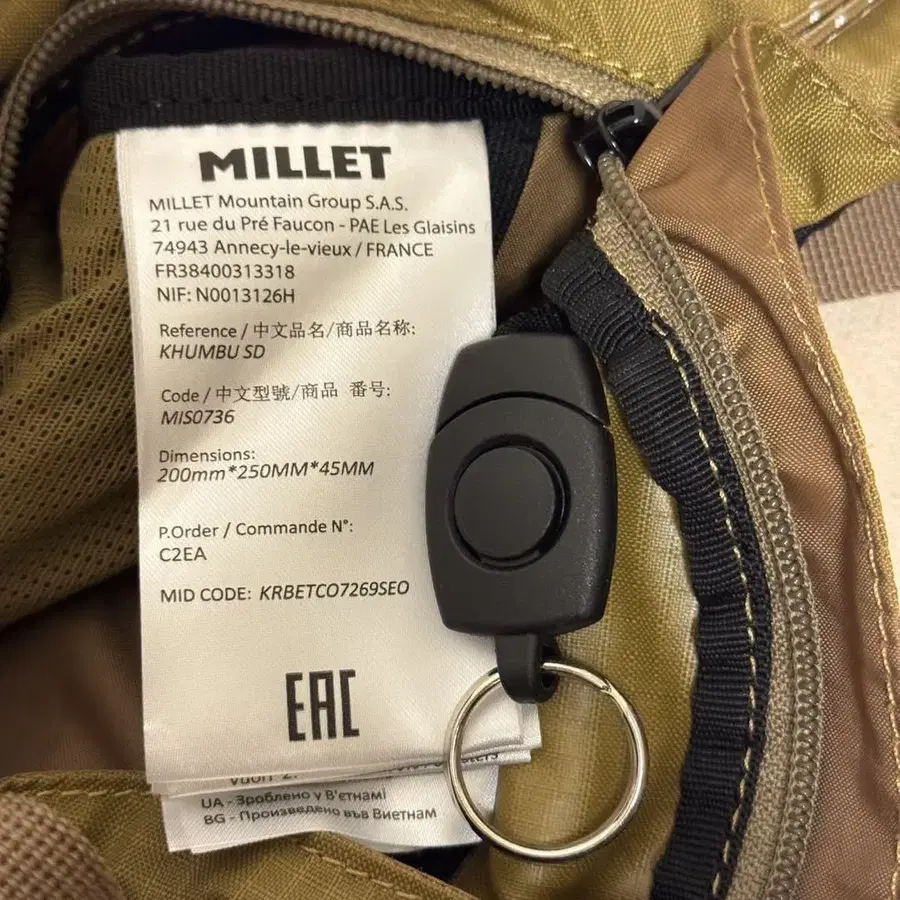 MILLET
MILLET Mountain Group S.A.S.
21 rue du Pré Faucon - PAE Les Glaisins
74943 Annecy-le-vieux / FRANCE
FR38400313318
NIF: N0013126H
Reference / 中文品名/商品名称:
KHUMBU SD
Code / 中文型號/商品 番号:
MIS0736
Dimensions:
200mm*250MM*45MM
P.Order / Commande N°:
C2EA
MID CODE: KRBETCO7269SEO
EAC
UA - Зроблено у В'єтнамі
BG - Произведено във Виетнам